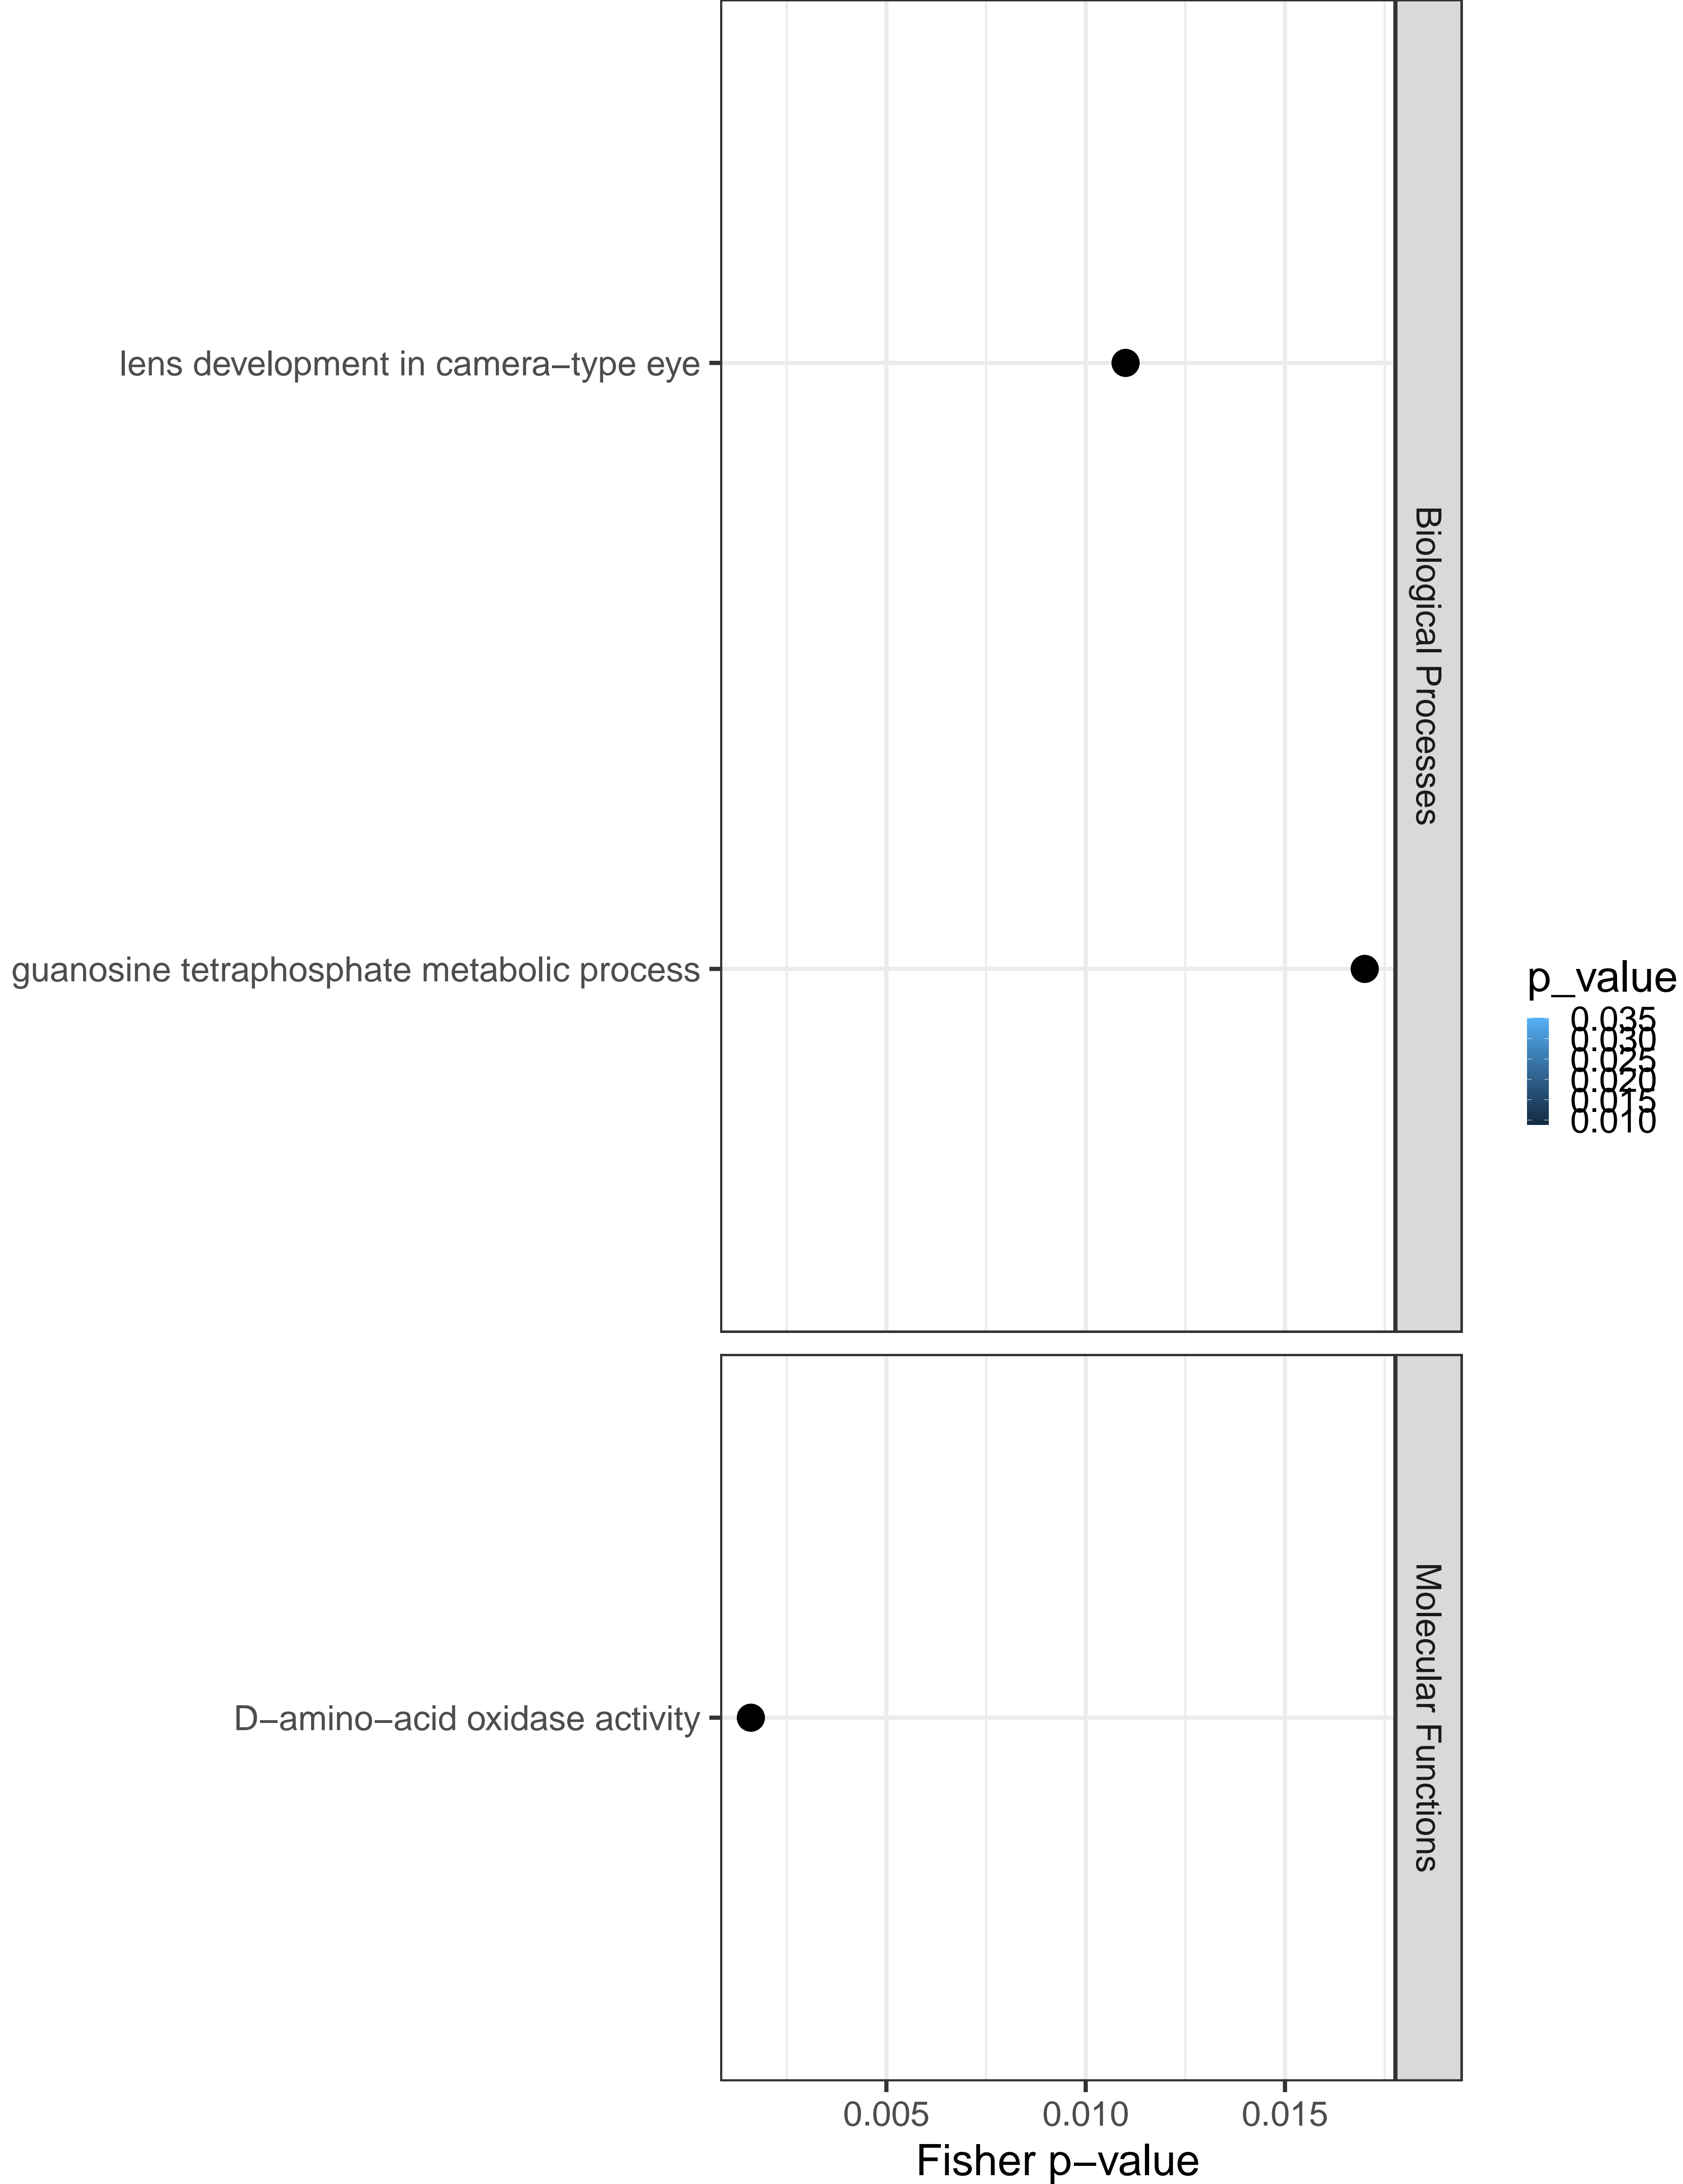 lens development in camera−type eye
guanosine tetraphosphate metabolic process
Biological Processes
p_value
0.035
0.030
0.025
0.020
0.015
0.010
D−amino−acid oxidase activity
Molecular Functions
0.005 0.010 0.015
Fisher p−value